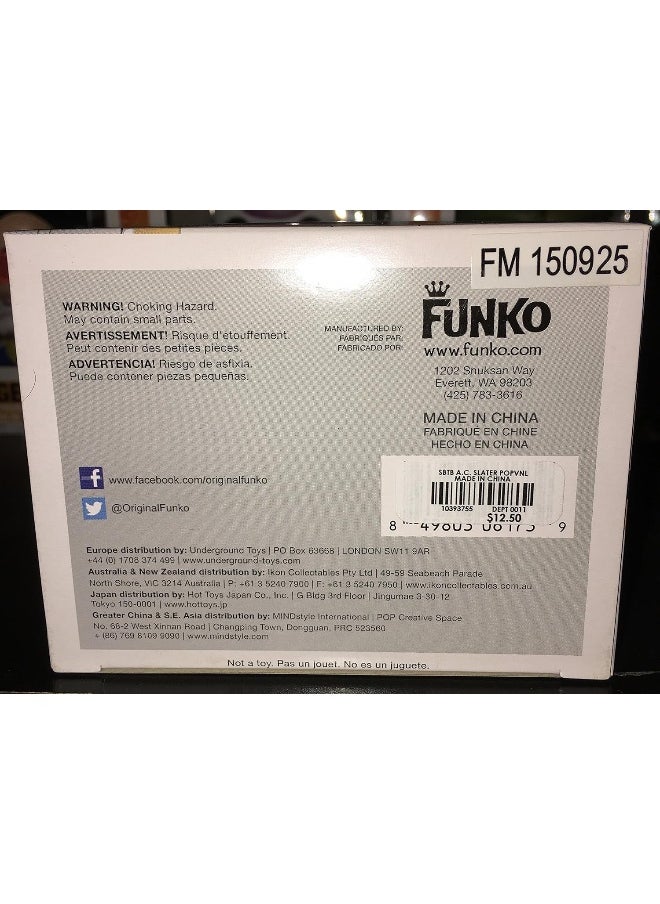 FM 150925
WARNING! Choking Hazard.
May contain small parts.
AVERTISSEMENT! Risque d'étouffement.
Peut contenir des petites pièces.
ADVERTENCIA! Riesgo de asfixia.
Puede contener piezas pequeñas.
MANUFACTURED BY:
FABRIQUÉS PAR:
FABRICADO POR:
FUNKO
www.funko.com
1202 Shuksan Way
Everett, WA 98203
(425) 783-3616
MADE IN CHINA
FABRIQUÉ EN CHINE
HECHO EN CHINA
f www.facebook.com/originalfunko
@OriginalFunko
SBTB A.C. SLATER POPVNL
MADE IN CHINA
10393755 DEPT 0011
$12.50
8 49803 06175 9
Europe distribution by: Underground Toys | PO Box 63668 | LONDON SW11 9AR
+44 (0) 1708 374 499 | www.underground-toys.com
Australia & New Zealand distribution by: Ikon Collectables Pty Ltd | 49-59 Seabeach Parade
North Shore, VIC 3214 Australia | P: +61 3 5240 7900 | F: +61 3 5240 7950 | www.ikoncollectables.com.au
Japan distribution by: Hot Toys Japan Co., Inc. | G Bldg 3rd Floor | Jingumae 3-30-12
Tokyo 150-0001 | www.hottoys.jp
Greater China & S.E. Asia distribution by: MINDstyle International | POP Creative Space
No. 68-2 West Xinnan Road | Changping Town, Dongguan, PRC 523560
+ (86) 769 8109 9090 | www.mindstyle.com
Not a toy. Pas un jouet. No es un juguete.